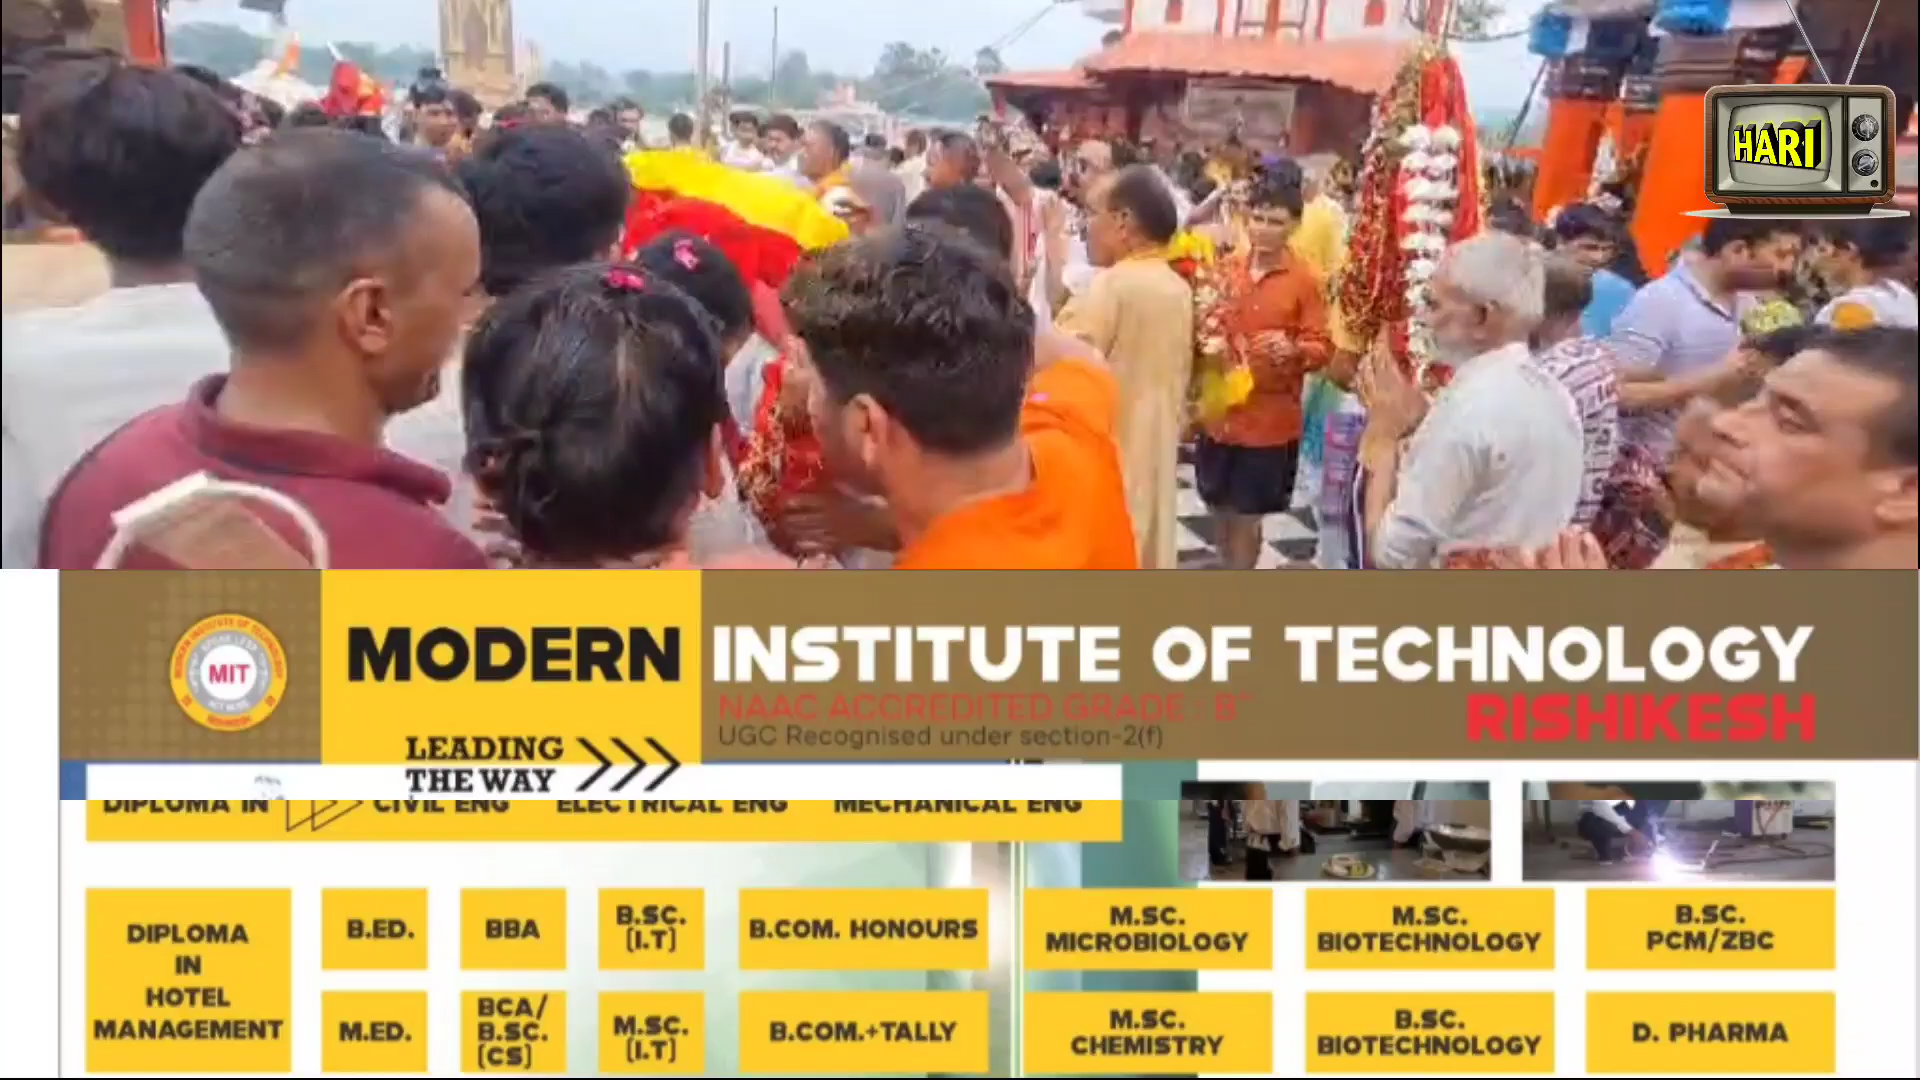 HARI
MIT
MODERN INSTITUTE OF TECHNOLOGY
NAAC ACCREDITED GRADE : B+
RISHIKESH
UGC Recognised under section-2(f)
LEADING
THE WAY
DIPLOMA IN CIVIL ENG ELECTRICAL ENG MECHANICAL ENG
DIPLOMA
IN
HOTEL
MANAGEMENT
B.ED.
BBA
B.SC.
(I.T)
B.COM. HONOURS
M.SC.
MICROBIOLOGY
M.SC.
BIOTECHNOLOGY
B.SC.
PCM/ZBC
M.ED.
BCA/
B.SC.
(CS)
M.SC.
(I.T)
B.COM.+TALLY
M.SC.
CHEMISTRY
B.SC.
BIOTECHNOLOGY
D. PHARMA